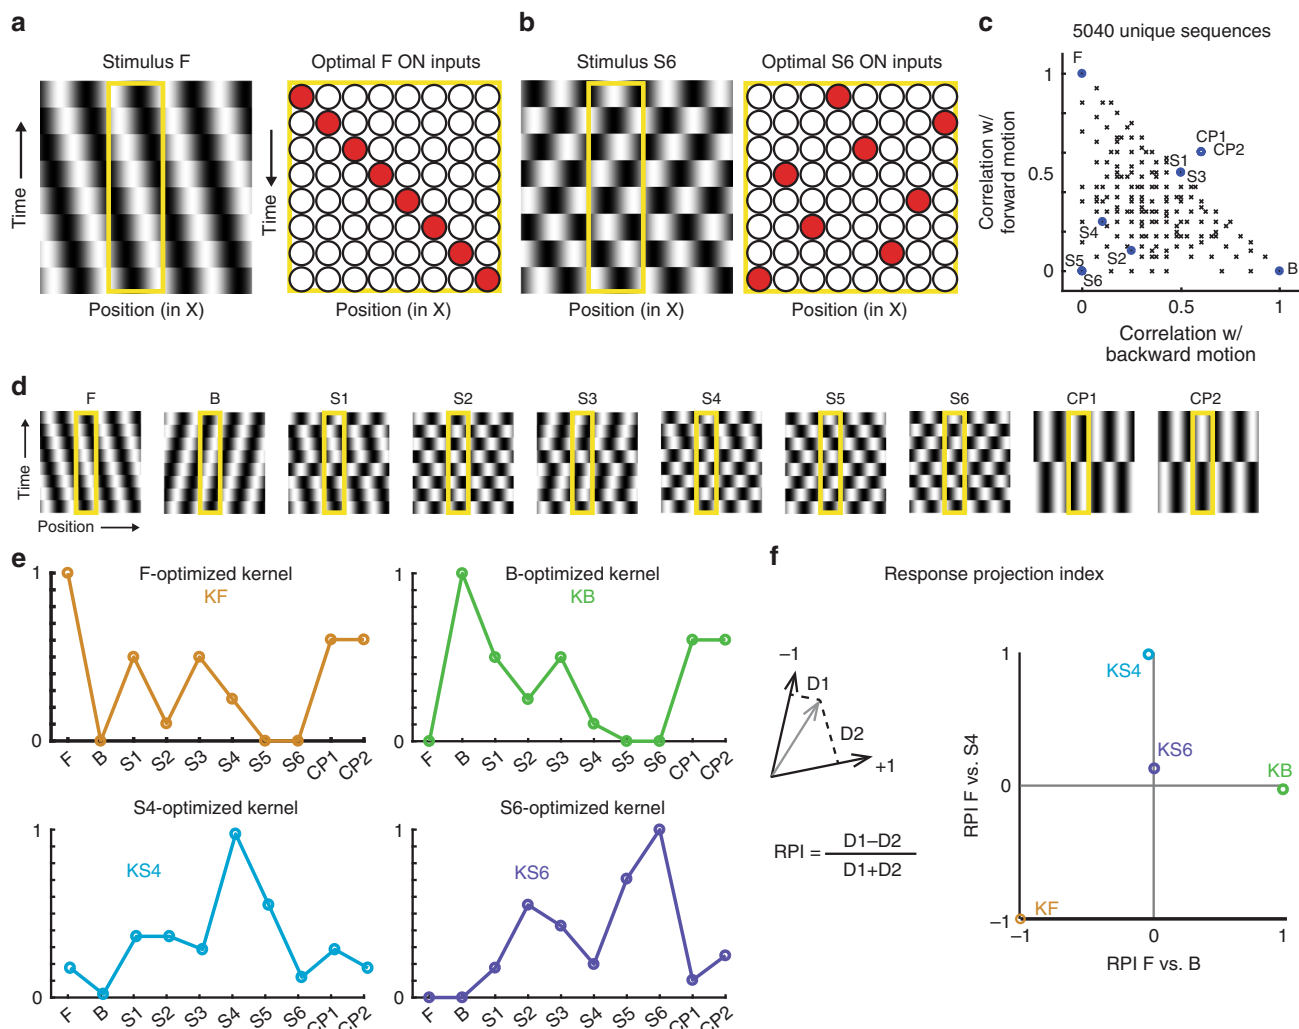 a
Stimulus F
Optimal F ON inputs
Time
Time
Position (in X)
Position (in X)
b
Stimulus S6
Optimal S6 ON inputs
Position (in X)
Position (in X)
c
5040 unique sequences
F
1
CP1
CP2
S1
S3
0.5
S4
S2
S5
S6
B
0
0
0.5
1
Correlation w/
forward motion
Correlation w/
backward motion
d
F
B
S1
S2
S3
S4
S5
S6
CP1
CP2
Time
Position
e
F-optimized kernel
KF
1
0
F
B
S1
S2
S3
S4
S5
S6
CP1
CP2
B-optimized kernel
KB
1
0
F
B
S1
S2
S3
S4
S5
S6
CP1
CP2
S4-optimized kernel
KS4
1
0
F
B
S1
S2
S3
S4
S5
S6
CP1
CP2
S6-optimized kernel
KS6
1
0
F
B
S1
S2
S3
S4
S5
S6
CP1
CP2
f
Response projection index
–1
D1
D2
+1
RPI = D1–D2
D1+D2
1
KS4
KS6
KB
0
KF
–1
–1
0
1
RPI F vs. S4
RPI F vs. B